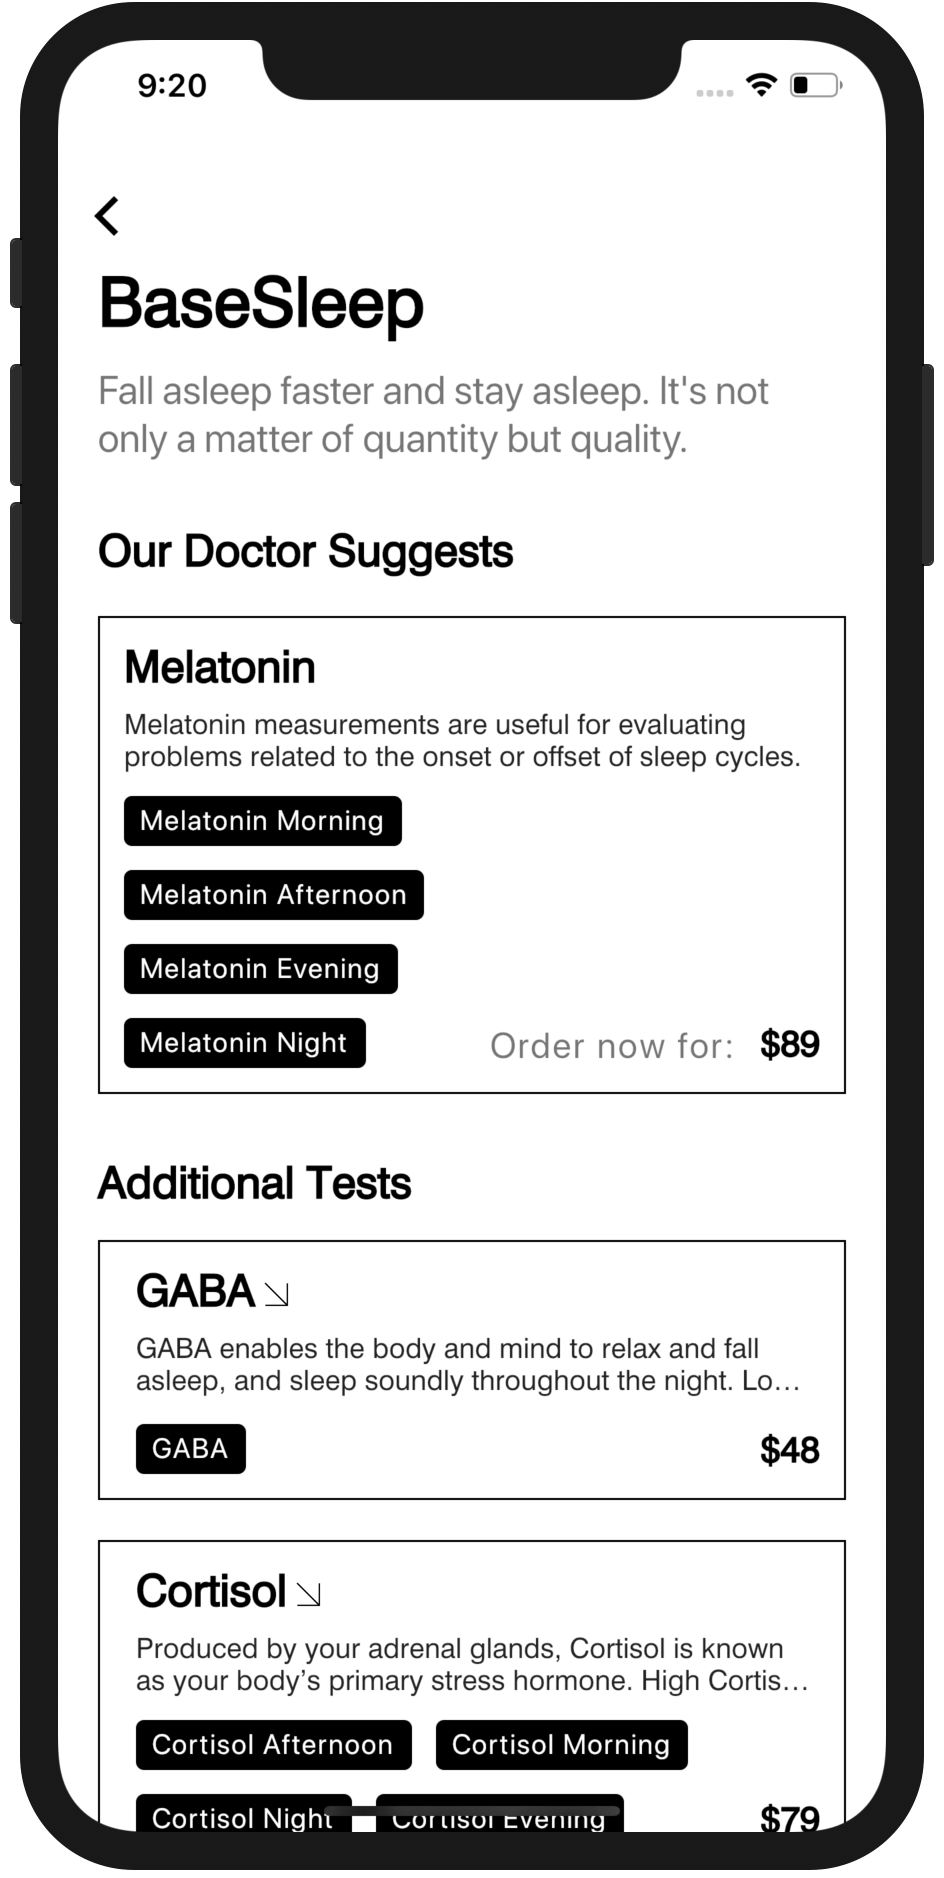 9:20
BaseSleep
Fall asleep faster and stay asleep. It's not
only a matter of quantity but quality.
Our Doctor Suggests
Melatonin
Melatonin measurements are useful for evaluating
problems related to the onset or offset of sleep cycles.
Melatonin Morning
Melatonin Afternoon
Melatonin Evening
Melatonin Night
Order now for: $89
Additional Tests
GABA
GABA enables the body and mind to relax and fall
asleep, and sleep soundly throughout the night. Lo…
GABA $48
Cortisol
Produced by your adrenal glands, Cortisol is known
as your body’s primary stress hormone. High Cortis…
Cortisol Afternoon Cortisol Morning
Cortisol Night Cortisol Evening $79